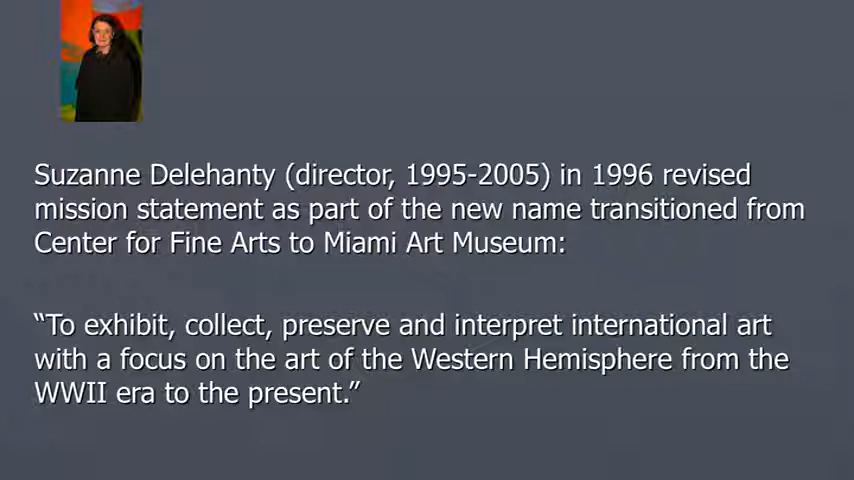 Suzanne Delehanty (director, 1995-2005) in 1996 revised
mission statement as part of the new name transitioned from
Center for Fine Arts to Miami Art Museum:
“To exhibit, collect, preserve and interpret international art
with a focus on the art of the Western Hemisphere from the
WWII era to the present.”